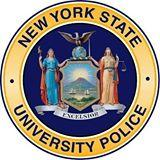 NEW YORK STATE
EXCELSIOR
UNIVERSITY POLICE